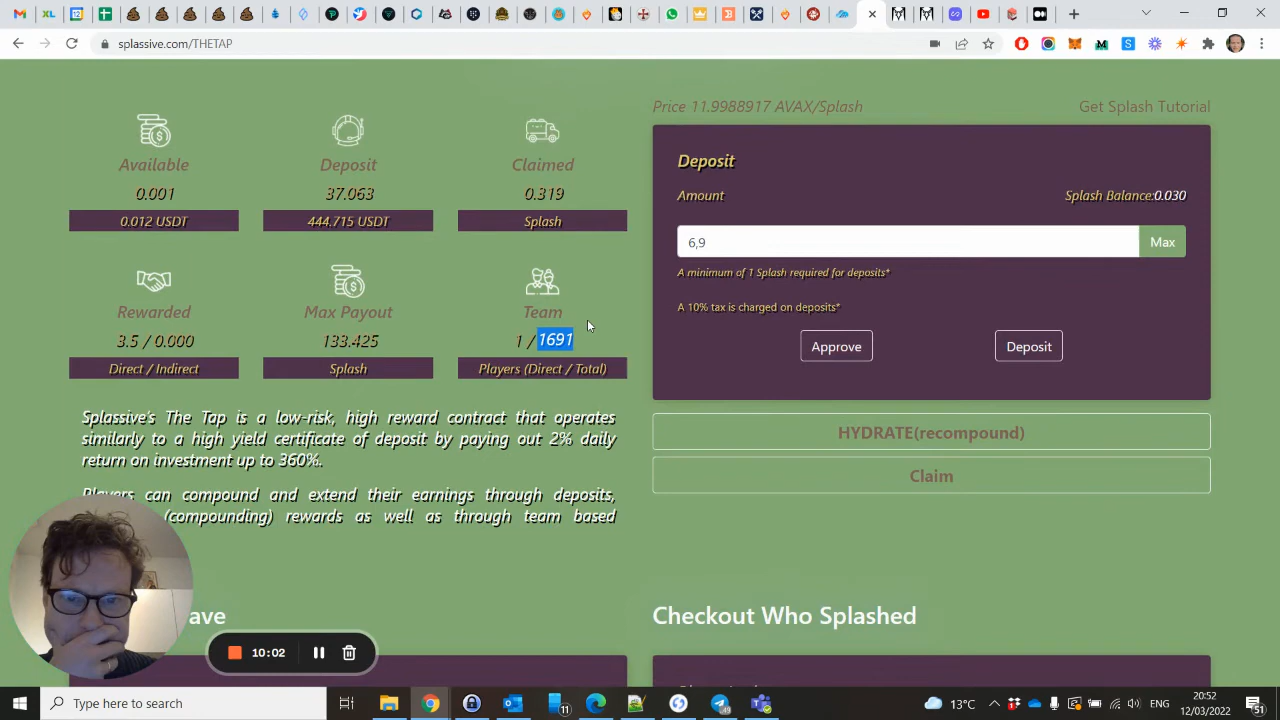 splassive.com/THETAP
Price 11.9988917 AVAX/Splash
Get Splash Tutorial
Available
0.001
0.012 USDT
Deposit
37.063
444.715 USDT
Claimed
0.319
Splash
Rewarded
3.5 / 0.000
Direct / Indirect
Max Payout
133.425
Splash
Team
1 / 1691
Players (Direct / Total)
Splassive's The Tap is a low-risk, high reward contract that operates
similarly to a high yield certificate of deposit by paying out 2% daily
return on investment up to 360%.
Players can compound and extend their earnings through deposits,
(compounding) rewards as well as through team based
Deposit
Amount
Splash Balance:0.030
6,9
Max
A minimum of 1 Splash required for deposits*
A 10% tax is charged on deposits*
Approve
Deposit
HYDRATE(recompound)
Claim
Checkout Who Splashed
10:02
Type here to search
11
13°C
ENG
20:52
12/03/2022
51